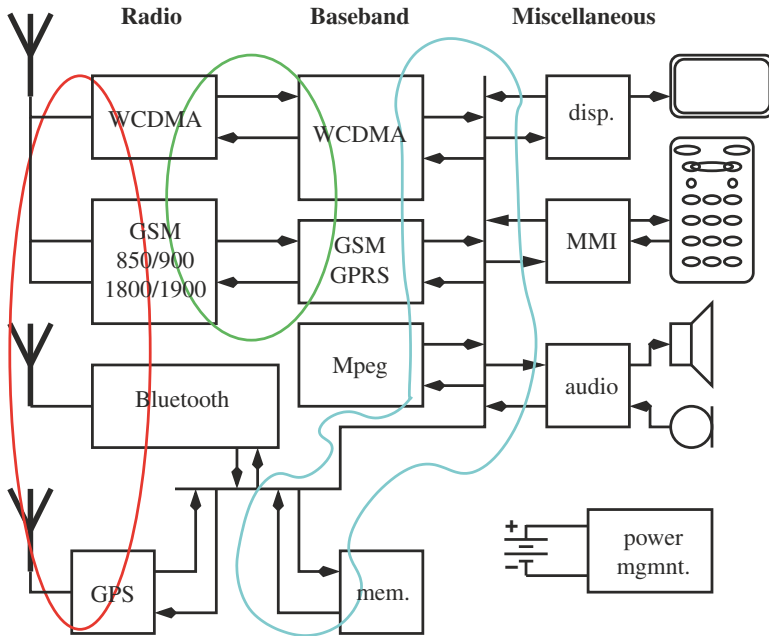 Radio
Baseband
Miscellaneous
WCDMA
WCDMA
disp.
GSM
850/900
1800/1900
GSM
GPRS
MMI
Bluetooth
Mpeg
audio
GPS
mem.
+
−
power
mgmnt.